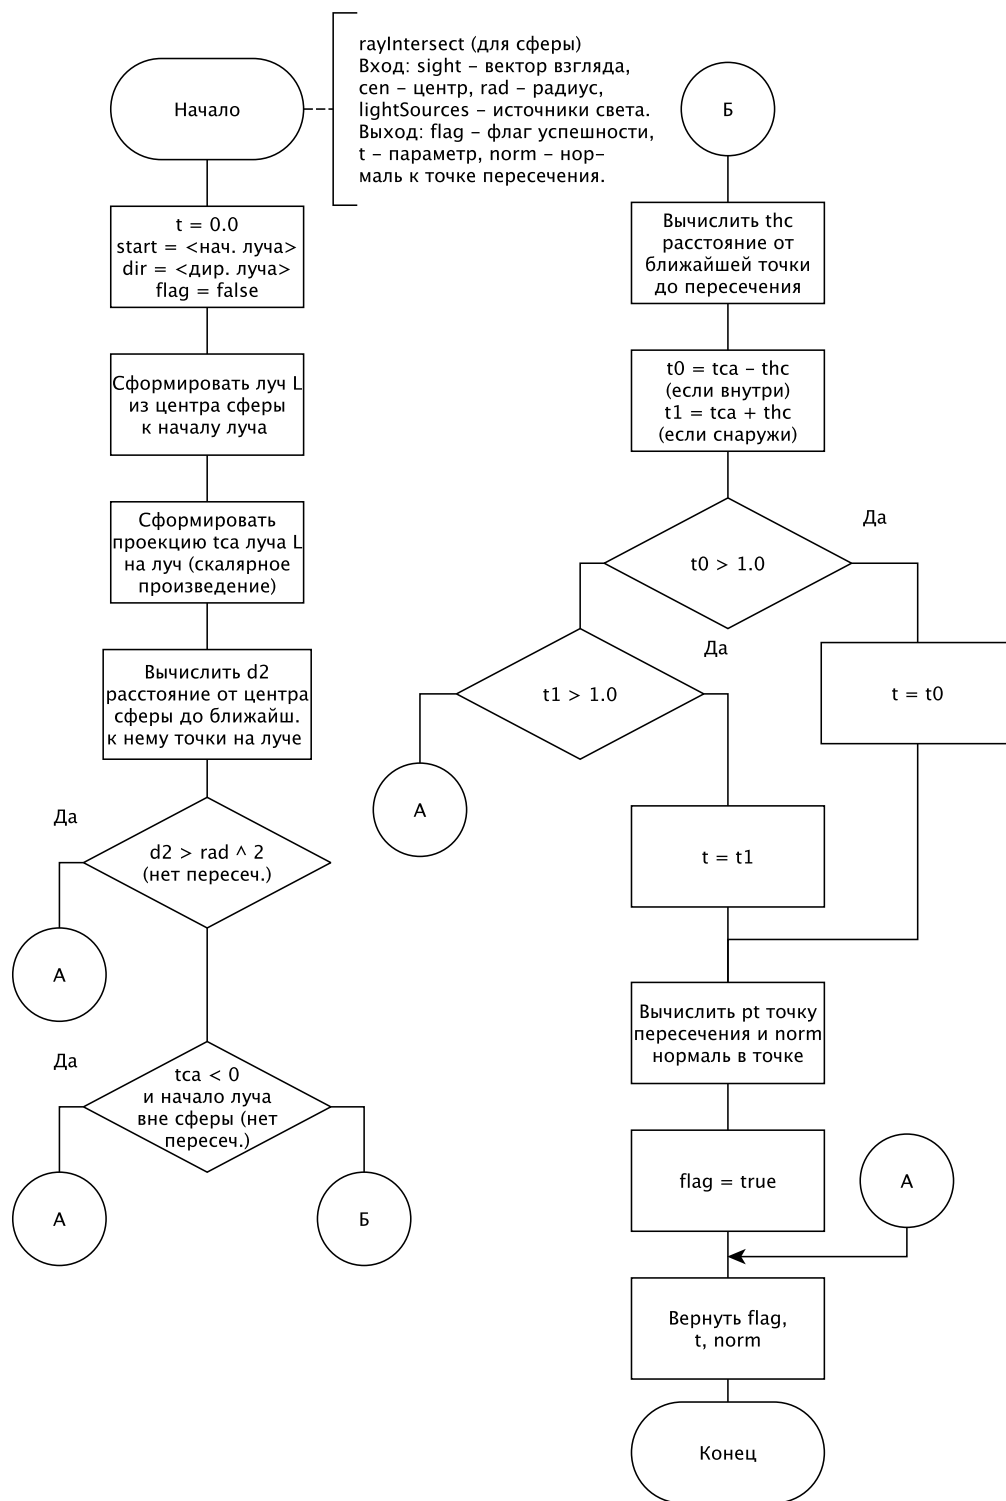 Начало
rayIntersect (для сферы)
Вход: sight – вектор взгляда,
cen – центр, rad – радиус,
lightSources – источники света.
Выход: flag – флаг успешности,
t – параметр, norm – нор–
маль к точке пересечения.
t = 0.0
start = <нач. луча>
dir = <дир. луча>
flag = false
Сформировать луч L
из центра сферы
к началу луча
Сформировать
проекцию tca луча L
на луч (скалярное
произведение)
Вычислить d2
расстояние от центра
сферы до ближайш.
к нему точки на луче
Да
d2 > rad ^ 2
(нет пересеч.)
А
Да
tca < 0
и начало луча
вне сферы (нет
пересеч.)
А
Б
Б
Вычислить thc
расстояние от
ближайшей точки
до пересечения
t0 = tca – thc
(если внутри)
t1 = tca + thc
(если снаружи)
Да
t0 > 1.0
Да
t1 > 1.0
t = t0
А
t = t1
Вычислить pt точку
пересечения и norm
нормаль в точке
flag = true
А
Вернуть flag,
t, norm
Конец